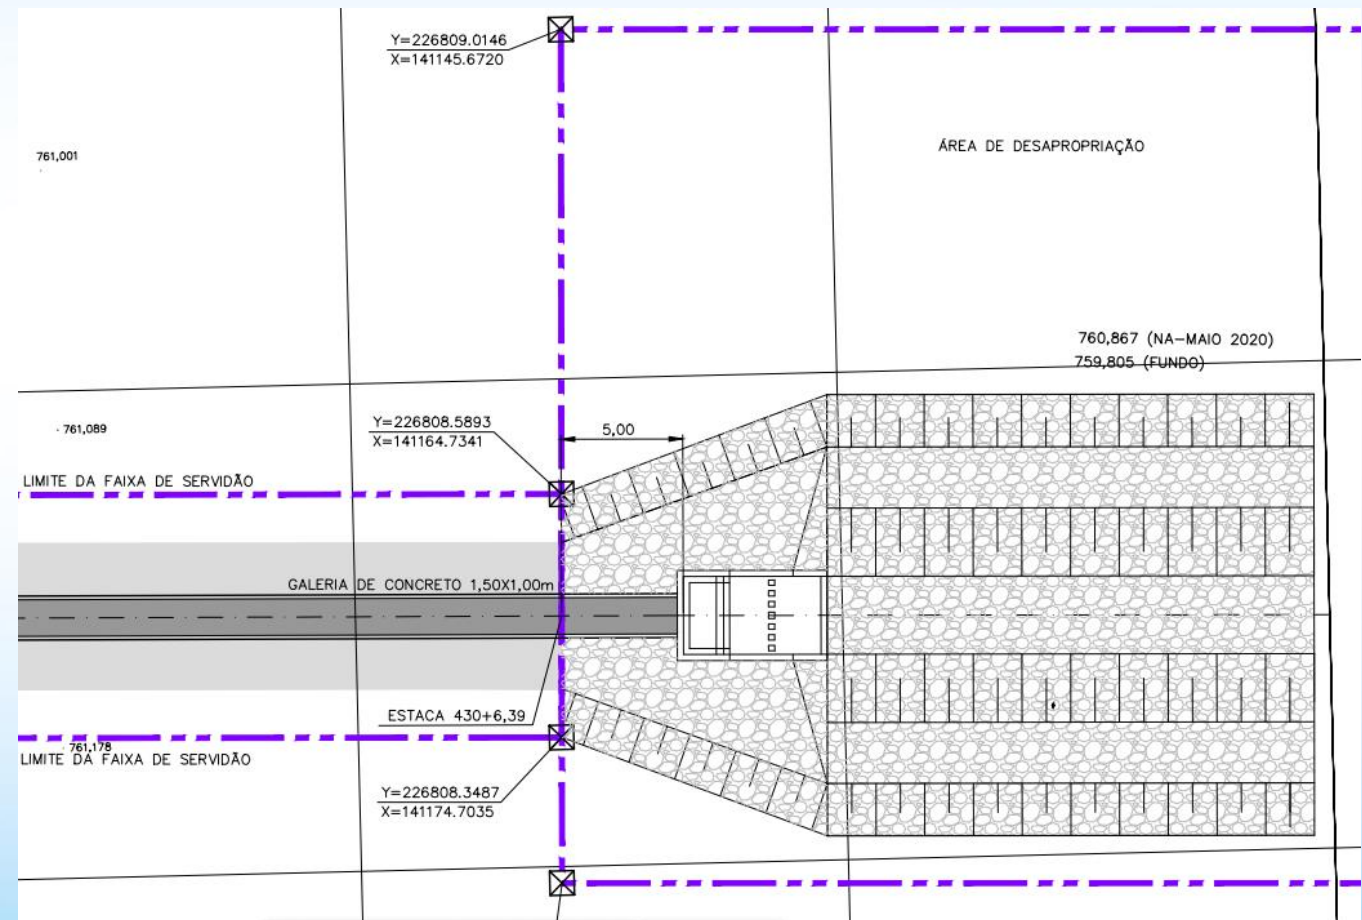 Y=226809.0146
X=141145.6720
761,001
ÁREA DE DESAPROPRIAÇÃO
760,867 (NA-MAIO 2020)
759,805 (FUNDO)
Y=226808.5893
X=141164.7341
761,089
5,00
LIMITE DA FAIXA DE SERVIDÃO
GALERIA DE CONCRETO 1,50X1,00m
ESTACA 430+6,39
761,178
LIMITE DA FAIXA DE SERVIDÃO
Y=226808.3487
X=141174.7035